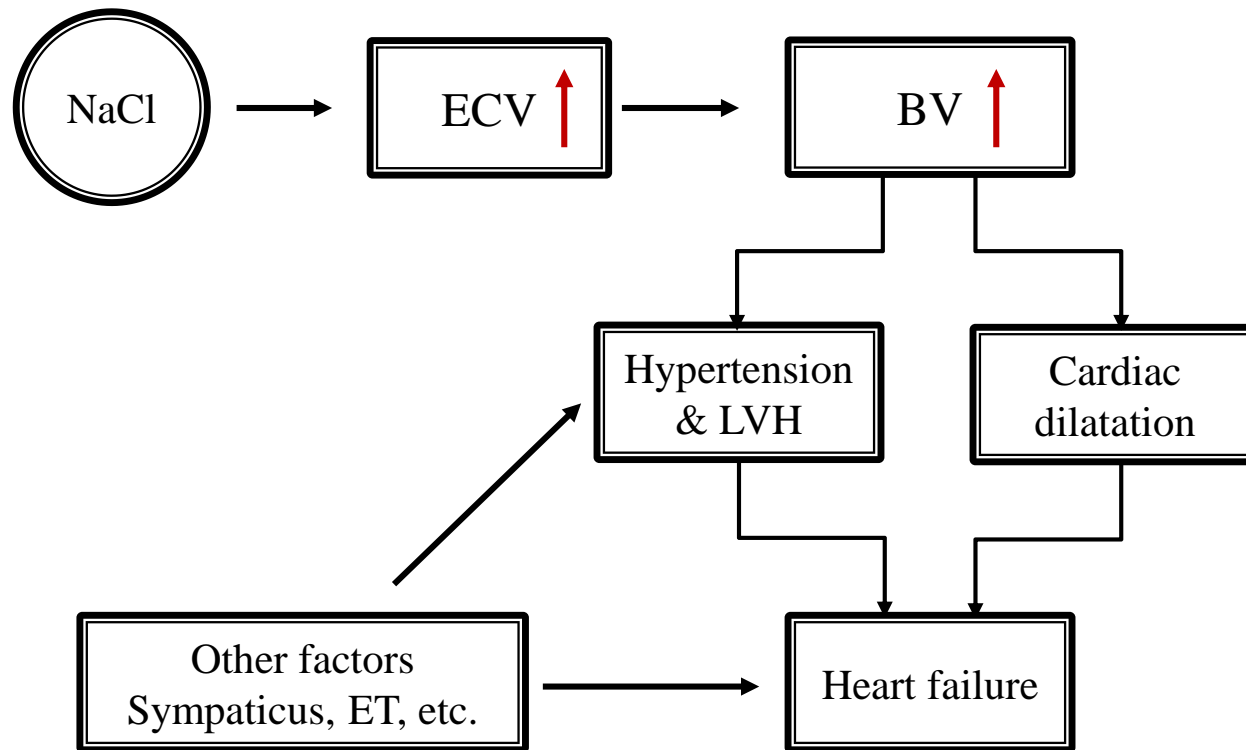 NaCl
ECV
BV
Hypertension
& LVH
Cardiac
dilatation
Other factors
Sympaticus, ET, etc.
Heart failure